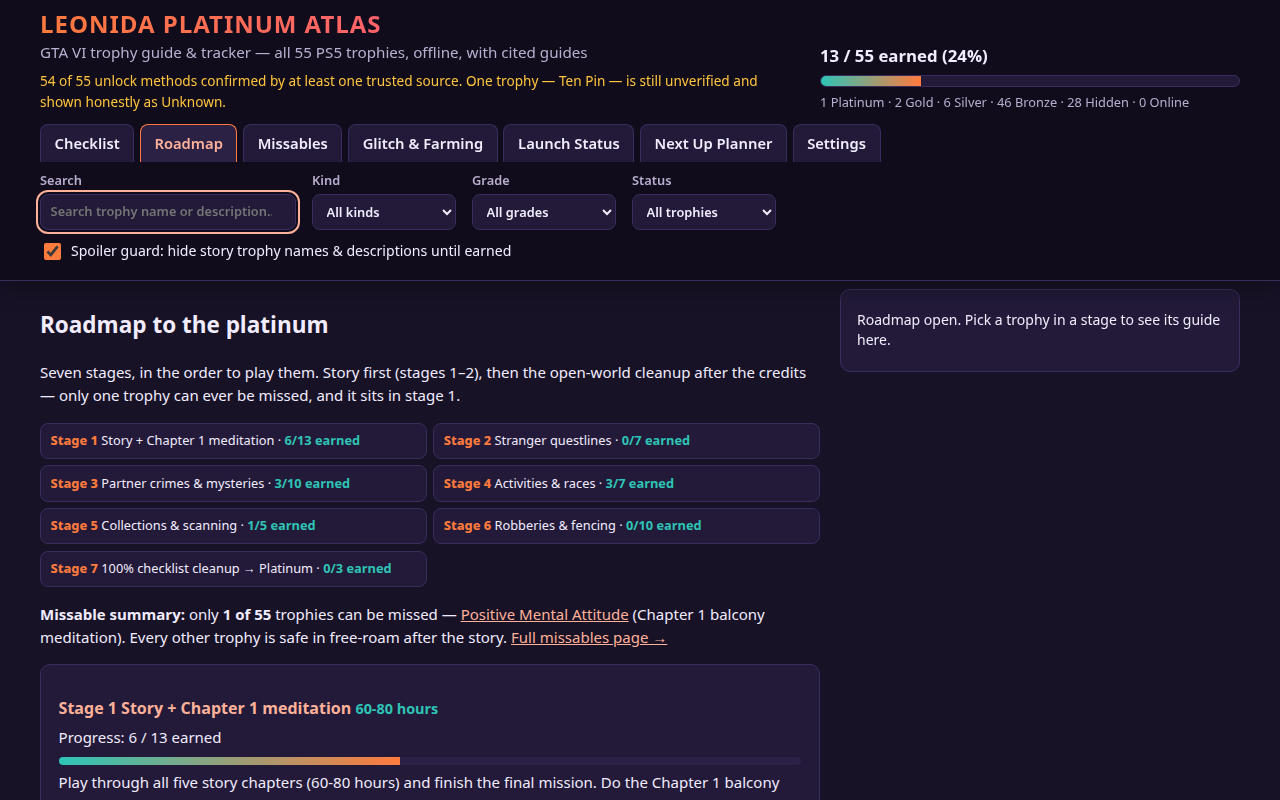 LEONIDA PLATINUM ATLAS
GTA VI trophy guide & tracker — all 55 PS5 trophies, offline, with cited guides
54 of 55 unlock methods confirmed by at least one trusted source. One trophy — Ten Pin — is still unverified and
shown honestly as Unknown.
13 / 55 earned (24%)
1 Platinum · 2 Gold · 6 Silver · 46 Bronze · 28 Hidden · 0 Online
Checklist
Roadmap
Missables
Glitch & Farming
Launch Status
Next Up Planner
Settings
Search
Kind
Grade
Status
Search trophy name or description.
All kinds
All grades
All trophies
Spoiler guard: hide story trophy names & descriptions until earned
Roadmap to the platinum
Seven stages, in the order to play them. Story first (stages 1–2), then the open-world cleanup after the credits
— only one trophy can ever be missed, and it sits in stage 1.
Stage 1 Story + Chapter 1 meditation · 6/13 earned
Stage 2 Stranger questlines · 0/7 earned
Stage 3 Partner crimes & mysteries · 3/10 earned
Stage 4 Activities & races · 3/7 earned
Stage 5 Collections & scanning · 1/5 earned
Stage 6 Robberies & fencing · 0/10 earned
Stage 7 100% checklist cleanup → Platinum · 0/3 earned
Missable summary: only 1 of 55 trophies can be missed — Positive Mental Attitude (Chapter 1 balcony
meditation). Every other trophy is safe in free-roam after the story. Full missables page →
Stage 1 Story + Chapter 1 meditation 60-80 hours
Progress: 6 / 13 earned
Play through all five story chapters (60-80 hours) and finish the final mission. Do the Chapter 1 balcony
Roadmap open. Pick a trophy in a stage to see its guide
here.